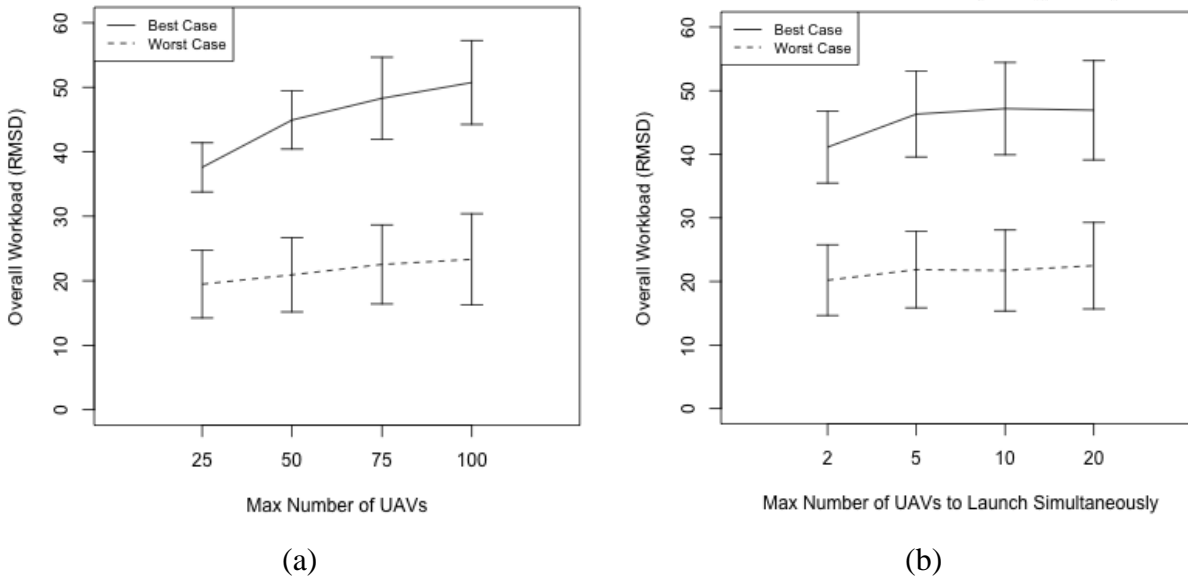 Best Case
Worst Case
Overall Workload (RMSD)
60
50
40
30
20
10
0
25 50 75 100
Max Number of UAVs
(a)
Best Case
Worst Case
Overall Workload (RMSD)
60
50
40
30
20
10
0
2 5 10 20
Max Number of UAVs to Launch Simultaneously
(b)